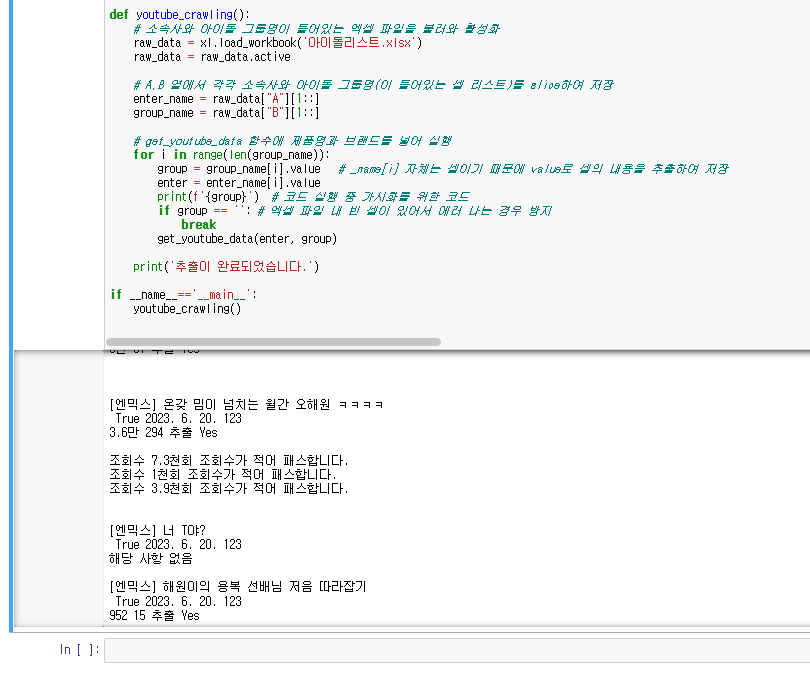 def youtube_crawling():
# 소속사와 아이돌 그룹명이 들어있는 엑셀 파일을 불러와 활성화
raw_data = xl.load_workbook('아이돌리스트.xlsx')
raw_data = raw_data.active
# A,B 열에서 각각 소속사와 아이돌 그룹명(이 들어있는 셀 리스트)를 slice하여 저장
enter_name = raw_data["A"][1::]
group_name = raw_data["B"][1::]
# get_youtube_data 함수에 제품명과 브랜드를 넣어 실행
for i in range(len(group_name)):
group = group_name[i].value # _name[i] 자체는 셀이기 때문에 value로 셀의 내용을 추출하여 저장
enter = enter_name[i].value
print(f'{group}') # 코드 실행 중 가시화를 위한 코드
if group == '': # 엑셀 파일 내 빈 셀이 있어서 에러 나는 경우 방지
break
get_youtube_data(enter, group)
print('추출이 완료되었습니다.')
if __name__=='__main__':
youtube_crawling()
추출 Yes
[엔믹스] 온갖 밈이 넘치는 월간 오해원 ㅋㅋㅋㅋ
True 2023. 6. 20. 123
3.6만 294 추출 Yes
조회수 7.3천회 조회수가 적어 패스합니다.
조회수 1천회 조회수가 적어 패스합니다.
조회수 3.9천회 조회수가 적어 패스합니다.
[엔믹스] 너 T야?
True 2023. 6. 20. 123
해당 사항 없음
[엔믹스] 해원이의 용복 선배님 저음 따라잡기
True 2023. 6. 20. 123
952 15 추출 Yes
In [ ]: